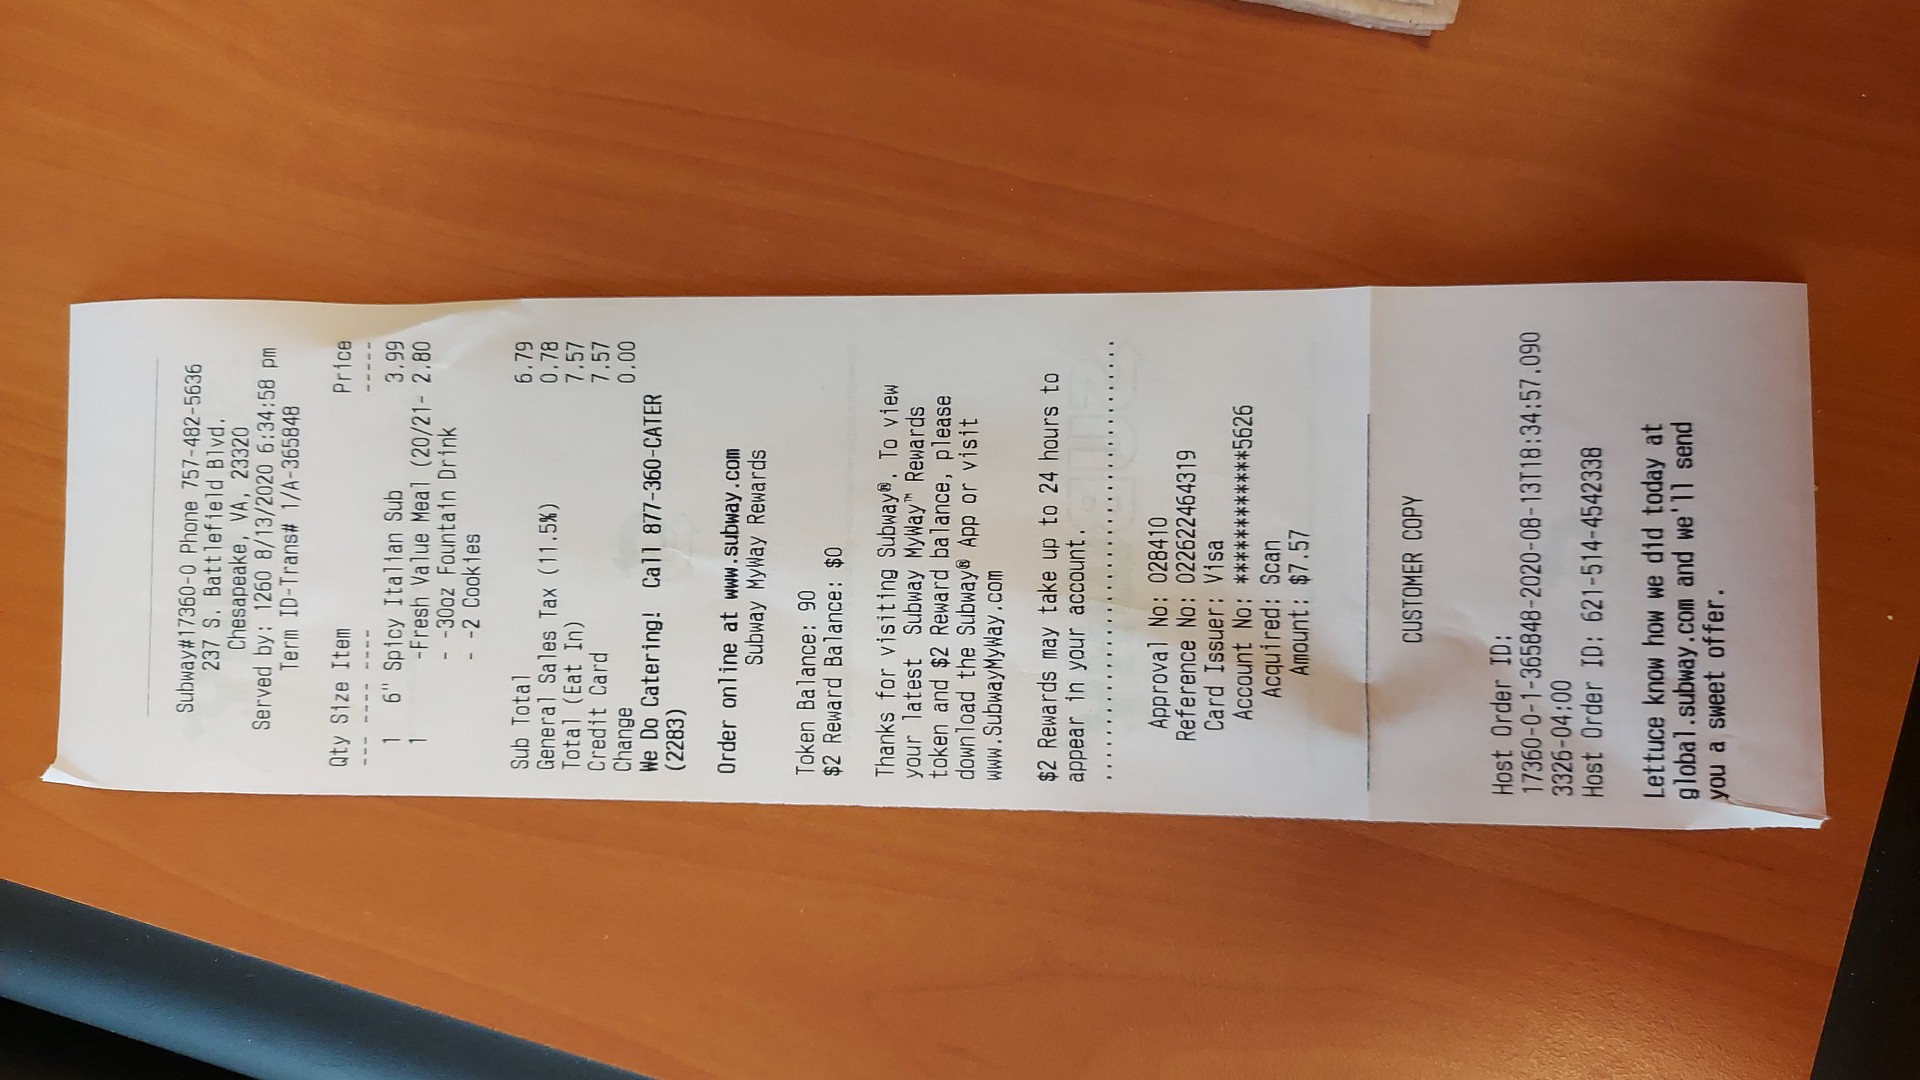 Subway#17360-0 Phone 757-482-5636
237 S. Battlefield Blvd.
Chesapeake, VA, 23320
Served by: 1260 8/13/2020 6:34:58 pm
Term ID-Trans# 1/A-365848
Qty Size Item Price
--- ---- ---- -----
1 6" Spicy Italian Sub 3.99
1 -Fresh Value Meal (20/21- 2.80
- -30oz Fountain Drink
- -2 Cookies
Sub Total 6.79
General Sales Tax (11.5%) 0.78
Total (Eat In) 7.57
Credit Card 7.57
Change 0.00
We Do Catering! Call 877-360-CATER
(2283)
Order online at www.subway.com
Subway MyWay Rewards
Token Balance: 90
$2 Reward Balance: $0
Thanks for visiting Subway®. To view
your latest Subway MyWay™ Rewards
token and $2 Reward balance, please
download the Subway® App or visit
www.SubwayMyWay.com
$2 Rewards may take up to 24 hours to
appear in your account.
Approval No: 028410
Reference No: 022622464319
Card Issuer: Visa
Account No: ************5626
Acquired: Scan
Amount: $7.57
CUSTOMER COPY
Host Order ID:
17360-0-1-365848-2020-08-13T18:34:57.090
3326-04:00
Host Order ID: 621-514-4542338
Lettuce know how we did today at
global.subway.com and we'll send
you a sweet offer.